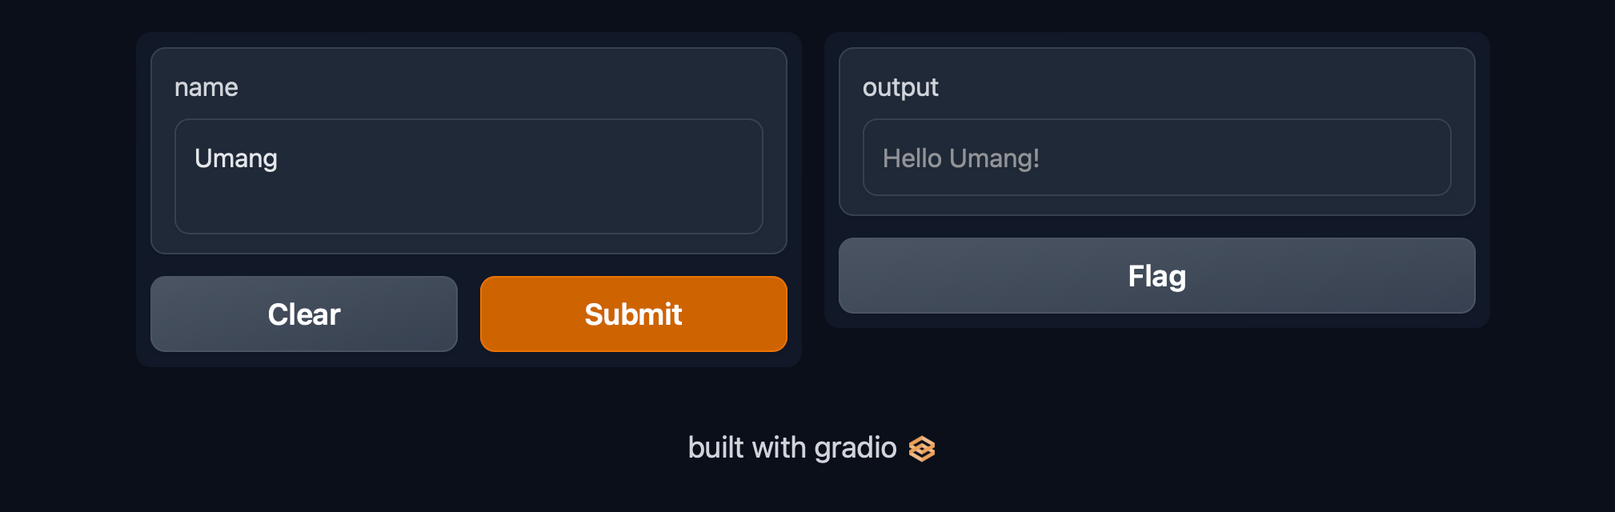 name
Umang
Clear
Submit
output
Hello Umang!
Flag
built with gradio